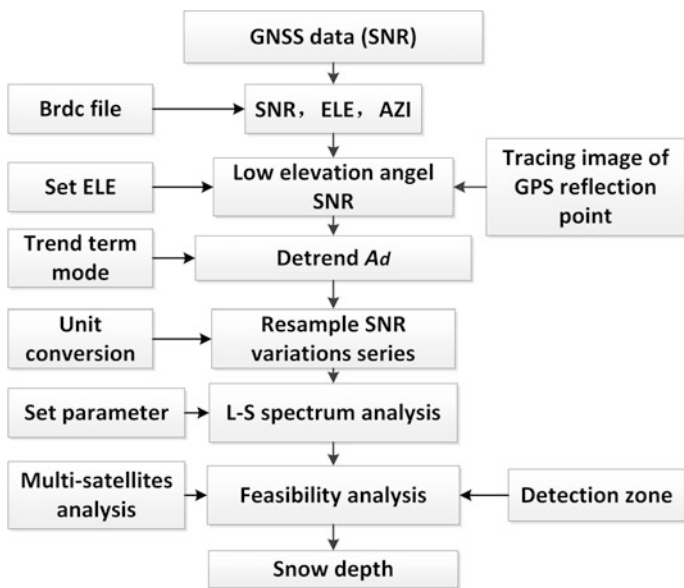 GNSS data (SNR)
Brdc file
SNR, ELE, AZI
Set ELE
Low elevation angel
SNR
Tracing image of
GPS reflection
point
Trend term
mode
Detrend Ad
Unit
conversion
Resample SNR
variations series
Set parameter
L-S spectrum analysis
Multi-satellites
analysis
Feasibility analysis
Detection zone
Snow depth